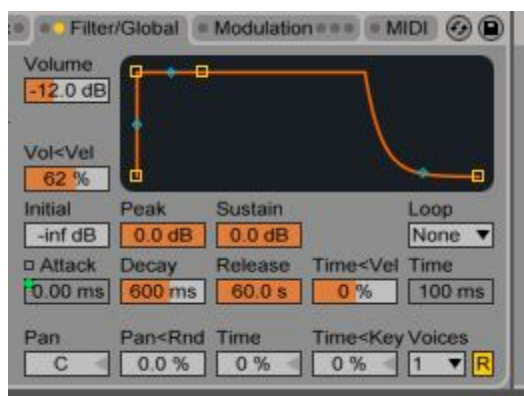 Filter/Global Modulation MIDI
Volume
-12.0 dB
Vol<Vel
62 %
Initial Peak Sustain Loop
-inf dB 0.0 dB 0.0 dB None
Attack Decay Release Time<Vel Time
0.00 ms 600 ms 60.0 s 0 % 100 ms
Pan Pan<Rnd Time Time<Key Voices
C 0.0 % 0 % 0 % 1 R